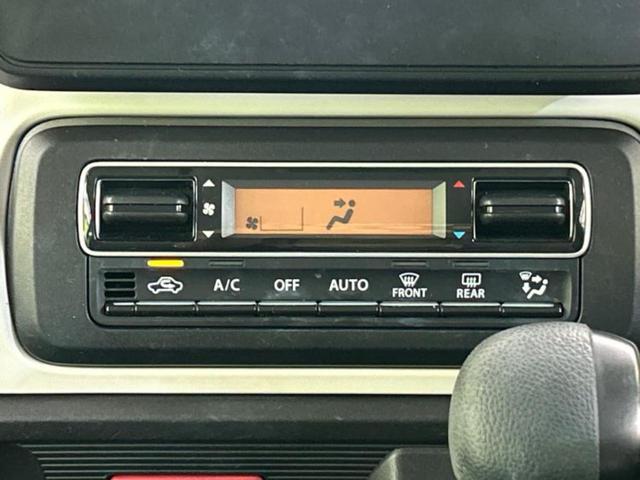 A/C OFF AUTO FRONT REAR